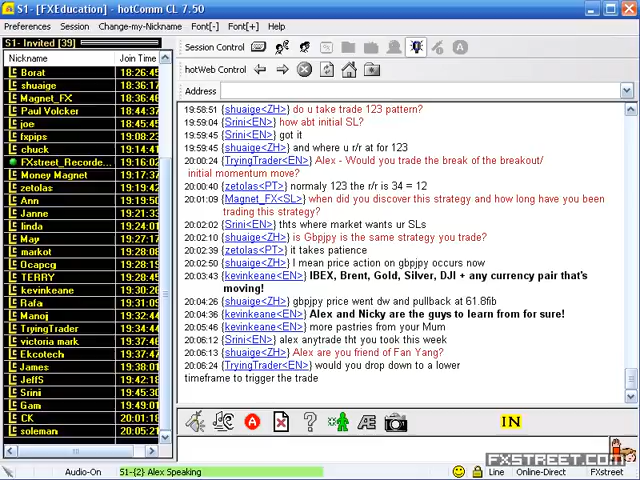 S1- [FXEducation] - hotComm CL 7.50
Preferences Session Change-my-Nickname Font[-] Font[+] Help
S1- Invited [39]
Nickname Join Time
Borat 18:26:45
shuaige 18:36:17
Magnet_FX 18:36:46
Paul Volcker 18:44:37
joe 18:45:46
fxpips 19:08:23
chuck 19:14:41
FXstreet_Recorde... 19:16:02
Money Magnet 19:17:37
zetolas 19:19:42
Ann 19:19:50
Janne 19:21:33
linda 19:24:01
May 19:27:29
markot 19:28:08
Ocapcg 19:28:12
TERRY 19:28:56
kevinkeane 19:30:26
Rafa 19:31:05
Manoj 19:32:41
TryingTrader 19:34:44
victoria mark 19:37:46
Ekcotech 19:38:41
James 19:38:51
JeffS 19:42:18
Srini 19:42:51
Gam 19:49:01
CK 20:01:18
soleman 20:05:21
Session Control
hotWeb Control
Address
19:58:51 {shuaige<ZH>} do u take trade 123 pattern?
19:59:04 {Srini<EN>} how abt initial SL?
19:59:45 {Srini<EN>} got it
19:59:45 {shuaige<ZH>} and where u r/r at for 123
20:00:24 {TryingTrader<EN>} Alex - Would you trade the break of the breakout/
initial momentum move?
20:00:40 {zetolas<PT>} normaly 123 the r/r is 34 = 12
20:01:09 {Magnet_FX<SL>} when did you discover this strategy and how long have you been
trading this strategy?
20:02:02 {Srini<EN>} thts where market wants ur SLs
20:02:10 {shuaige<ZH>} is Gbpjpy is the same strategy you trade?
20:02:39 {zetolas<PT>} it takes patience
20:02:50 {shuaige<ZH>} I mean price action on gbpjpy occurs now
20:03:43 {kevinkeane<EN>} IBEX, Brent, Gold, Silver, DJI + any currency pair that's
moving!
20:04:26 {shuaige<ZH>} gbpjpy price went dw and pullback at 61.8fib
20:04:36 {kevinkeane<EN>} Alex and Nicky are the guys to learn from for sure!
20:05:46 {kevinkeane<EN>} more pastries from your Mum
20:06:12 {Srini<EN>} alex anytrade tht you took this week
20:06:13 {shuaige<ZH>} Alex are you friend of Fan Yang?
20:06:24 {TryingTrader<EN>} would you drop down to a lower
timeframe to trigger the trade
IN
FXSTREET.COM
Audio-On S1-{2} Alex Speaking Line Online-Direct FXstreet